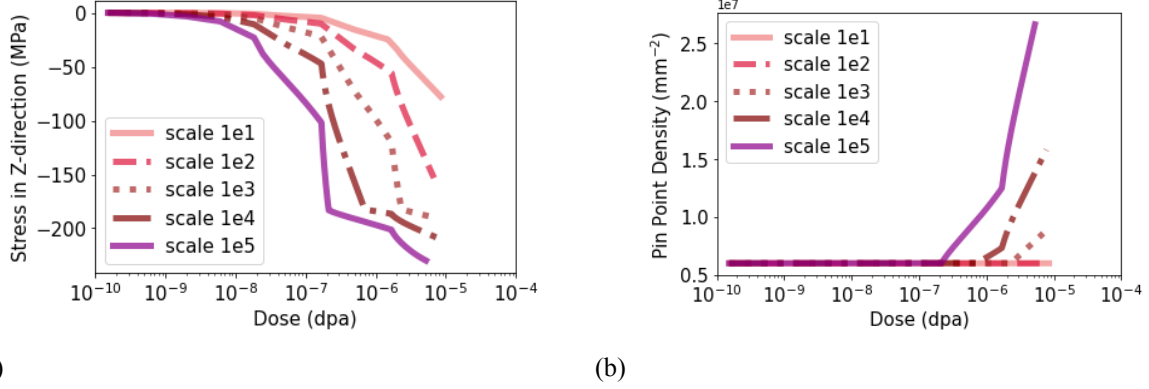 0
−50
−100
−150
−200
Stress in Z-direction (MPa)
scale 1e1
scale 1e2
scale 1e3
scale 1e4
scale 1e5
10⁻¹⁰ 10⁻⁹ 10⁻⁸ 10⁻⁷ 10⁻⁶ 10⁻⁵ 10⁻⁴
Dose (dpa)
)
1e7
2.5
2.0
1.5
1.0
0.5
Pin Point Density (mm⁻²)
scale 1e1
scale 1e2
scale 1e3
scale 1e4
scale 1e5
10⁻¹⁰ 10⁻⁹ 10⁻⁸ 10⁻⁷ 10⁻⁶ 10⁻⁵ 10⁻⁴
Dose (dpa)
(b)